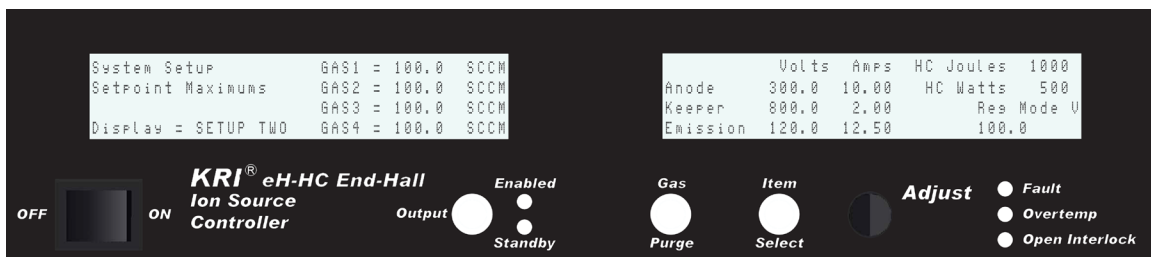 System Setup GAS1 = 100.0 SCCM
Setpoint Maximums GAS2 = 100.0 SCCM
GAS3 = 100.0 SCCM
Display = SETUP TWO GAS4 = 100.0 SCCM
Volts Amps HC Joules 1000
Anode 300.0 10.00 HC Watts 500
Keeper 800.0 2.00 Reg Mode V
Emission 120.0 12.50 100.0
OFF
ON
KRI® eH-HC End-Hall
Ion Source
Controller
Output
Enabled
Standby
Gas
Purge
Item
Select
Adjust
Fault
Overtemp
Open Interlock